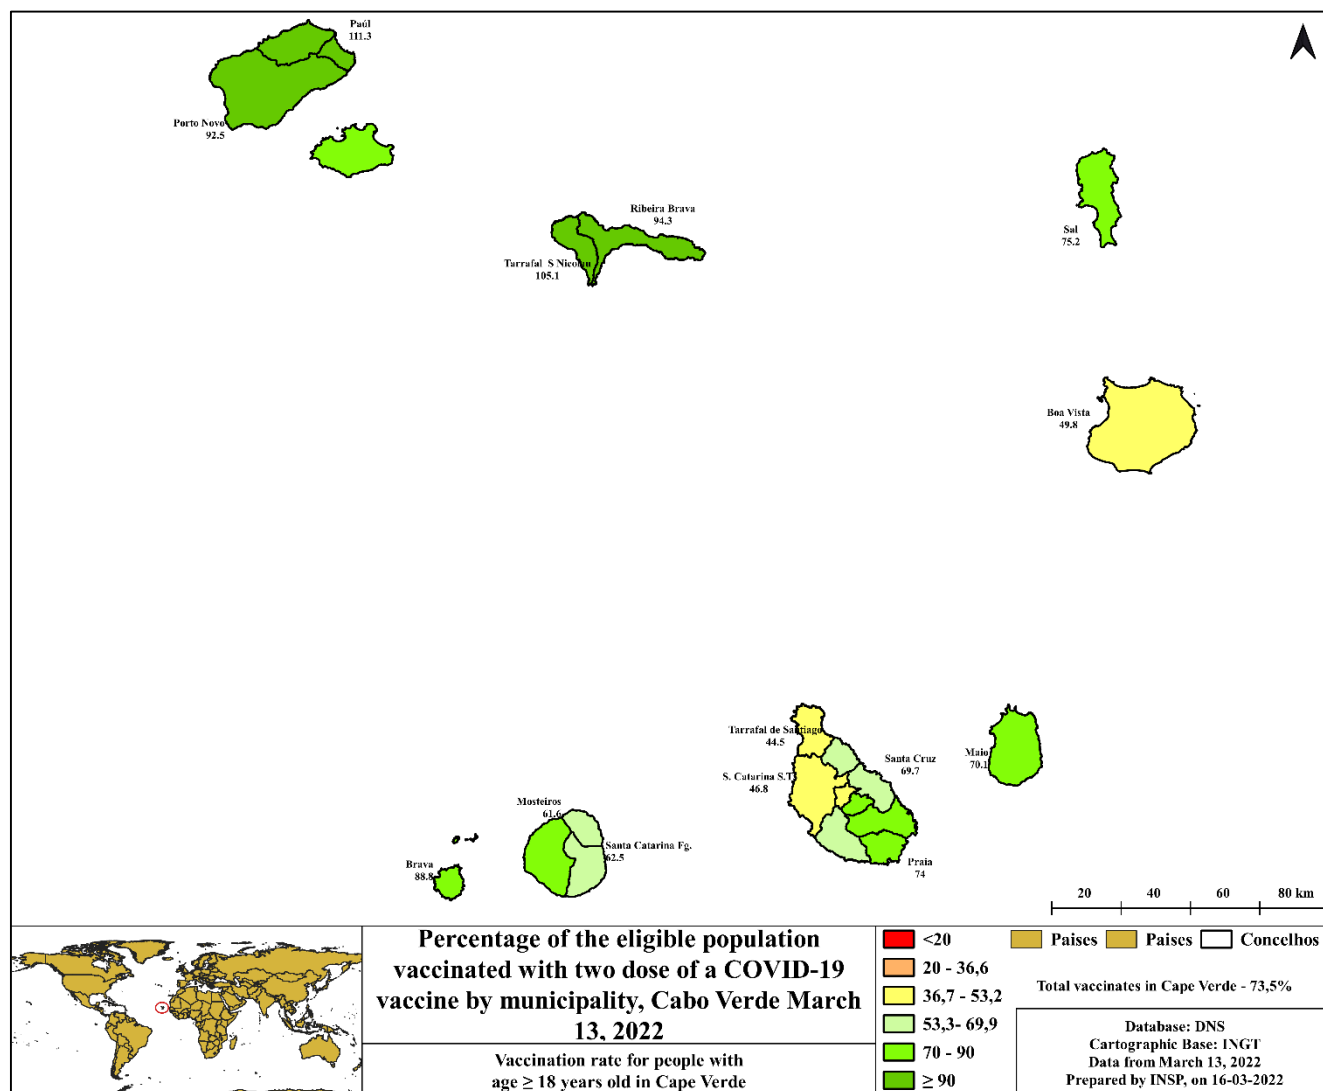 Paúl
111.3
Porto Novo
92.5
Ribeira Brava
94.3
Tarrafal S Nicolau
105.1
Sal
75.2
Boa Vista
49.8
Tarrafal de Santiago
44.5
Santa Cruz
69.7
Maio
70.1
S. Catarina S.T
46.8
Mosteiros
61.6
Santa Catarina Fg.
62.5
Brava
88.8
Praia
74
20 40 60 80 km
Percentage of the eligible population
vaccinated with two dose of a COVID-19
vaccine by municipality, Cabo Verde March
13, 2022
Vaccination rate for people with
age ≥ 18 years old in Cape Verde
<20
20 - 36,6
36,7 - 53,2
53,3- 69,9
70 - 90
≥ 90
Paises Paises Concelhos
Total vaccinates in Cape Verde - 73,5%
Database: DNS
Cartographic Base: INGT
Data from March 13, 2022
Prepared by INSP, on 16-03-2022